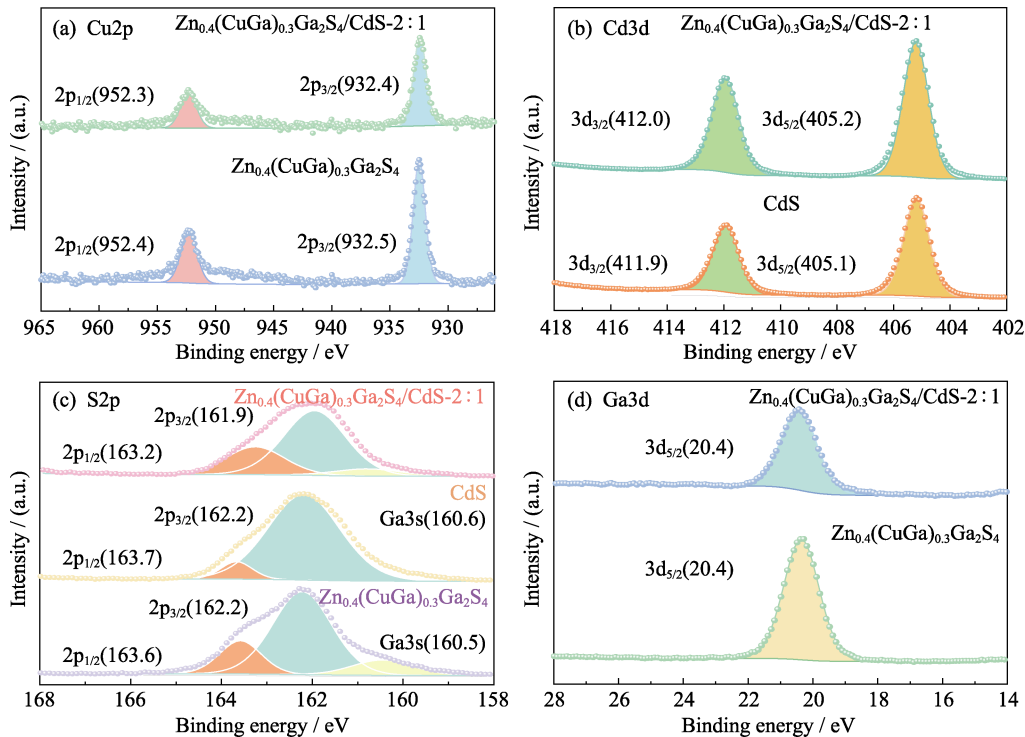 (a) Cu2p
Zn₀.₄(CuGa)₀.₃Ga₂S₄/CdS-2∶1
2p₁/₂(952.3)
2p₃/₂(932.4)
Zn₀.₄(CuGa)₀.₃Ga₂S₄
2p₁/₂(952.4)
2p₃/₂(932.5)
Intensity / (a.u.)
965 960 955 950 945 940 935 930
Binding energy / eV
(b) Cd3d
Zn₀.₄(CuGa)₀.₃Ga₂S₄/CdS-2∶1
3d₃/₂(412.0)
3d₅/₂(405.2)
CdS
3d₃/₂(411.9)
3d₅/₂(405.1)
Intensity / (a.u.)
418 416 414 412 410 408 406 404 402
Binding energy / eV
(c) S2p
Zn₀.₄(CuGa)₀.₃Ga₂S₄/CdS-2∶1
2p₃/₂(161.9)
2p₁/₂(163.2)
CdS
2p₃/₂(162.2)
Ga3s(160.6)
2p₁/₂(163.7)
Zn₀.₄(CuGa)₀.₃Ga₂S₄
2p₃/₂(162.2)
Ga3s(160.5)
2p₁/₂(163.6)
Intensity / (a.u.)
168 166 164 162 160 158
Binding energy / eV
(d) Ga3d
Zn₀.₄(CuGa)₀.₃Ga₂S₄/CdS-2∶1
3d₅/₂(20.4)
Zn₀.₄(CuGa)₀.₃Ga₂S₄
3d₅/₂(20.4)
Intensity / (a.u.)
28 26 24 22 20 18 16 14
Binding energy / eV